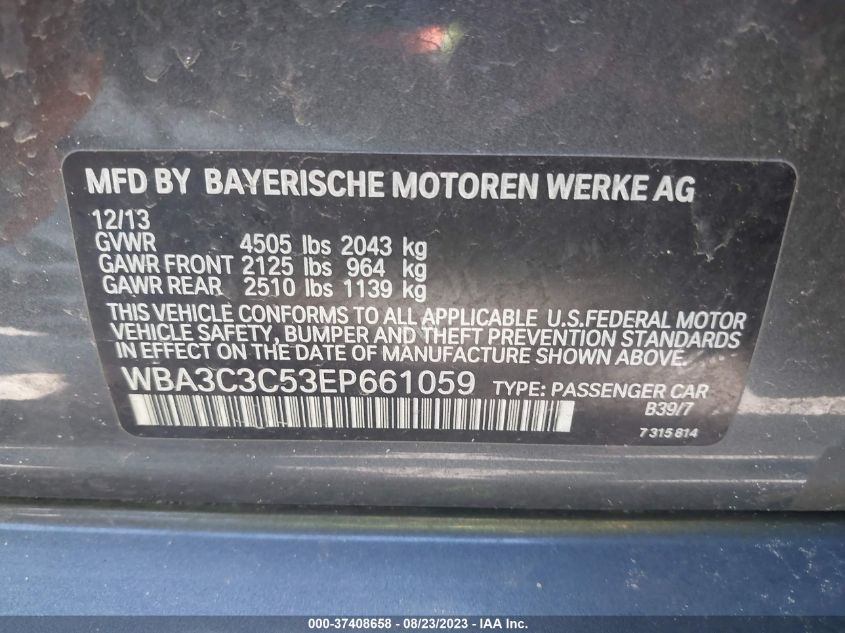 MFD BY BAYERISCHE MOTOREN WERKE AG
12/13
GVWR 4505 lbs 2043 kg
GAWR FRONT 2125 lbs 964 kg
GAWR REAR 2510 lbs 1139 kg
THIS VEHICLE CONFORMS TO ALL APPLICABLE U.S.FEDERAL MOTOR
VEHICLE SAFETY, BUMPER AND THEFT PREVENTION STANDARDS
IN EFFECT ON THE DATE OF MANUFACTURE SHOWN ABOVE.
WBA3C3C53EP661059 TYPE: PASSENGER CAR
B39/7
7 315 814
000-37408658 - 08/23/2023 - IAA Inc.